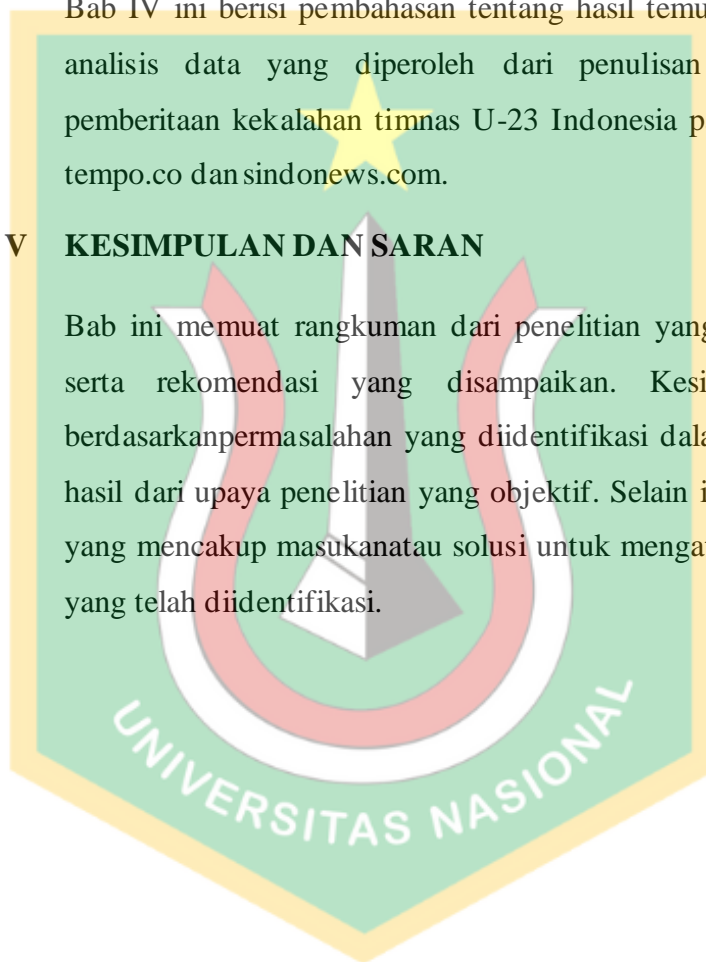 Bab IV ini berisi pembahasan tentang hasil temu
analisis data yang diperoleh dari penulisan
pemberitaan kekalahan timnas U-23 Indonesia p
tempo.co dan sindonews.com.
V KESIMPULAN DAN SARAN
Bab ini memuat rangkuman dari penelitian yang
serta rekomendasi yang disampaikan. Kesi
berdasarkanpermasalahan yang diidentifikasi dala
hasil dari upaya penelitian yang objektif. Selain i
yang mencakup masukanatau solusi untuk mengat
yang telah diidentifikasi.
UNIVERSITAS NASIONAL